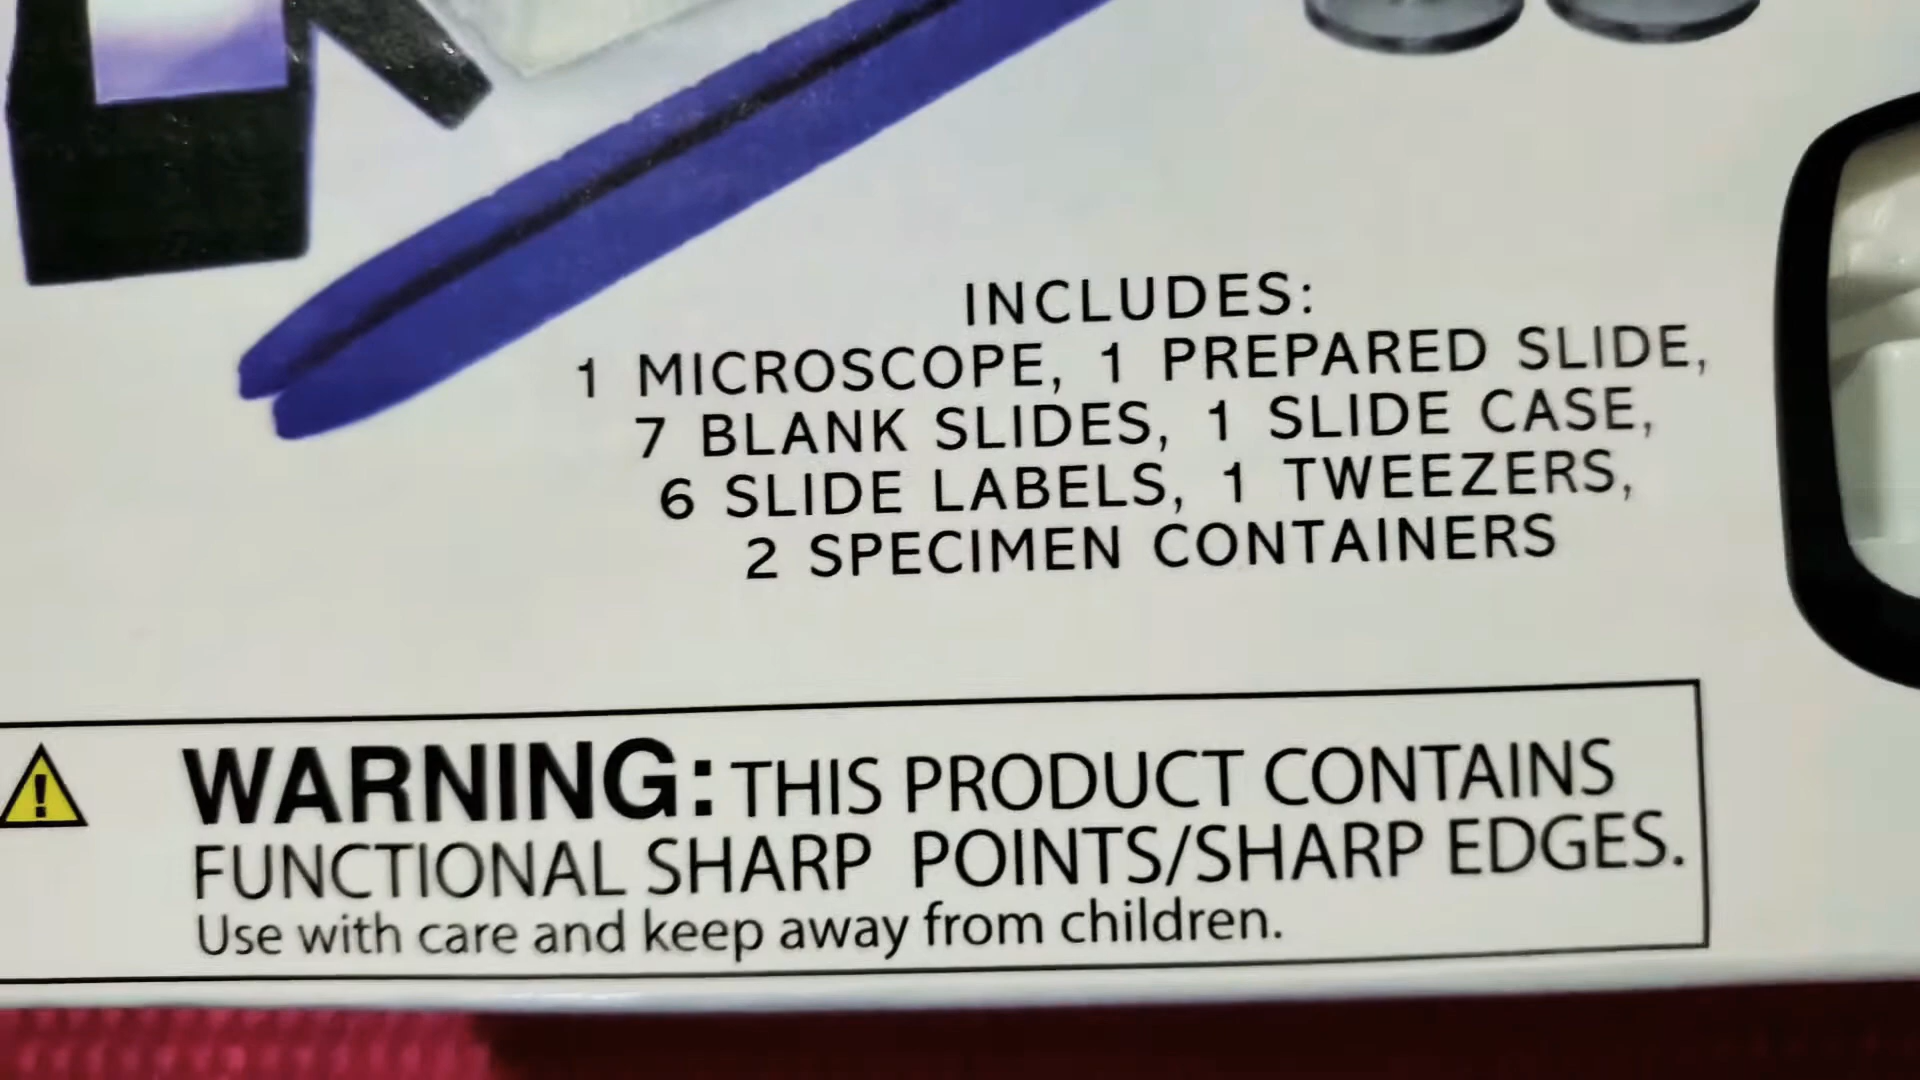 INCLUDES:
1 MICROSCOPE, 1 PREPARED SLIDE,
7 BLANK SLIDES, 1 SLIDE CASE,
6 SLIDE LABELS, 1 TWEEZERS,
2 SPECIMEN CONTAINERS
WARNING: THIS PRODUCT CONTAINS
FUNCTIONAL SHARP POINTS/SHARP EDGES.
Use with care and keep away from children.